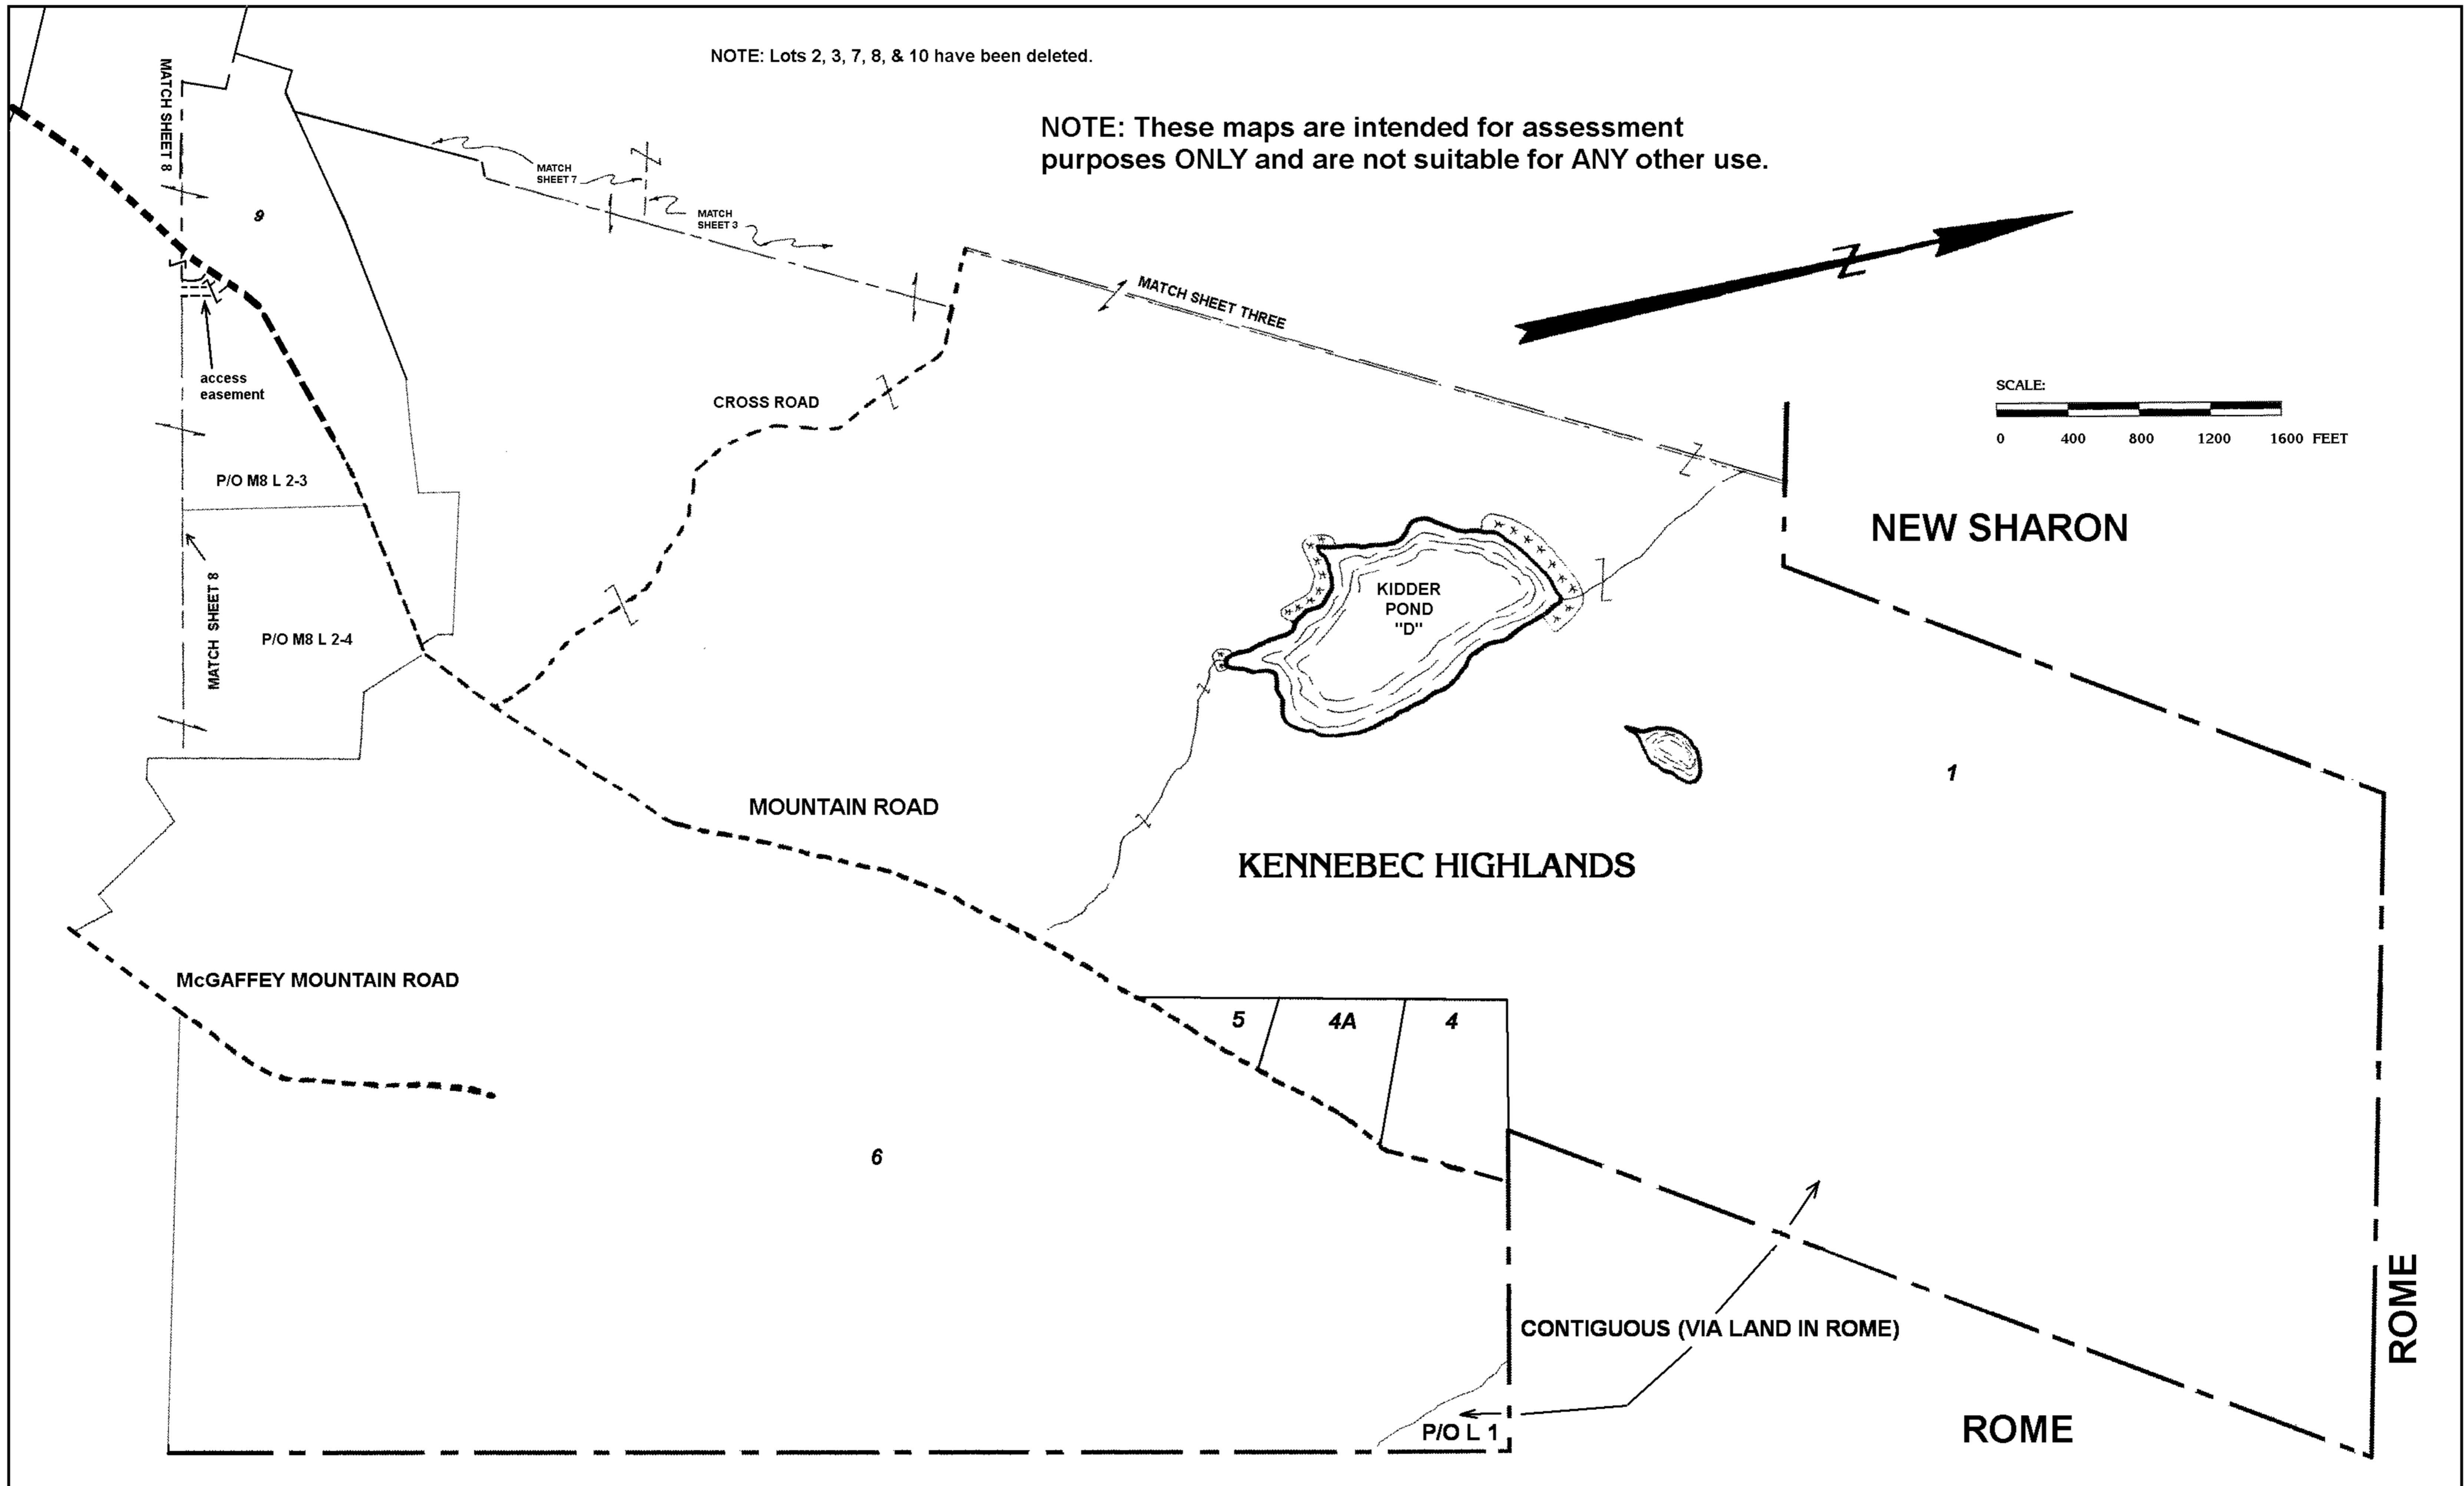 NOTE: Lots 2, 3, 7, 8, & 10 have been deleted.
NOTE: These maps are intended for assessment
purposes ONLY and are not suitable for ANY other use.
MATCH SHEET 8
MATCH
SHEET 7
9
MATCH
SHEET 3
Z
MATCH SHEET THREE
SCALE:
0 400 800 1200 1600 FEET
access
easement
CROSS ROAD
P/O M8 L 2-3
NEW SHARON
KIDDER
POND
"D"
MATCH SHEET 8
P/O M8 L 2-4
1
MOUNTAIN ROAD
KENNEBEC HIGHLANDS
McGAFFEY MOUNTAIN ROAD
5
4A
4
6
CONTIGUOUS (VIA LAND IN ROME)
ROME
P/O L 1
ROME